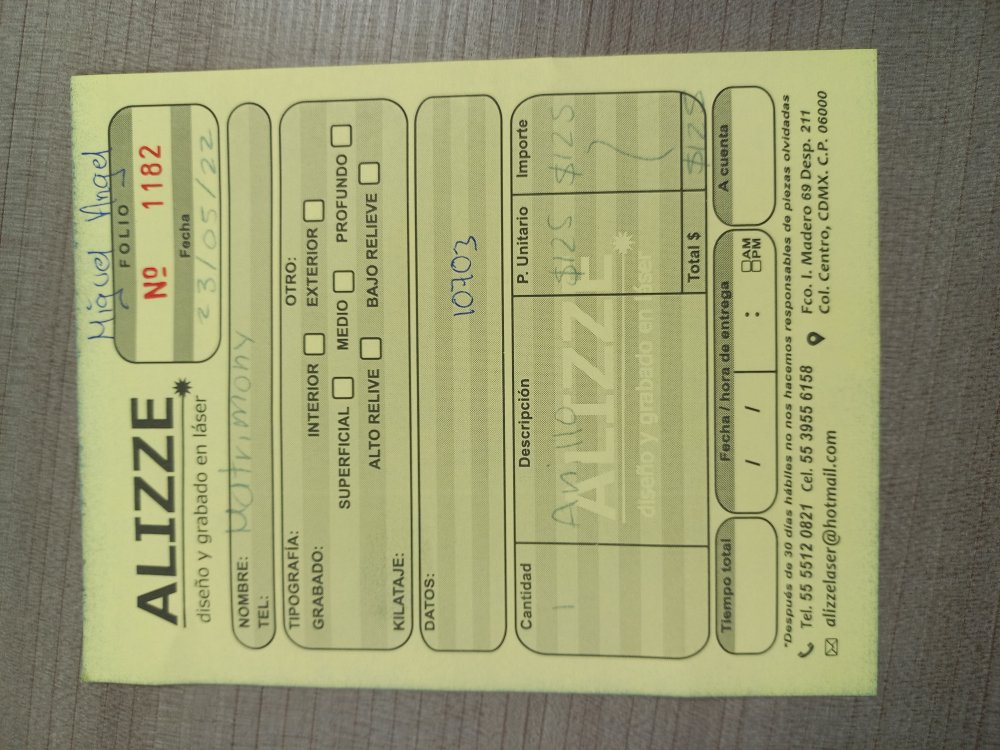 Miguel Angel
ALIZZE
diseño y grabado en láser
FOLIO
Nº 1182
Fecha
23/05/22
NOMBRE: Matrimony
TEL:
TIPOGRAFÍA: OTRO:
GRABADO: INTERIOR EXTERIOR
SUPERFICIAL MEDIO PROFUNDO
ALTO RELIVE BAJO RELIEVE
KILATAJE:
DATOS:
10703
Cantidad Descripción P. Unitario Importe
1 Anillo $125 $125
ALIZZE
diseño y grabado en láser
Total $ $125
Tiempo total Fecha / hora de entrega A cuenta
/ / : AM
PM
*Después de 30 días hábiles no nos hacemos responsables de piezas olvidadas
Tel. 55 5512 0821 Cel. 55 3955 6158
alizzelaser@hotmail.com
Fco. I. Madero 69 Desp. 211
Col. Centro, CDMX. C.P. 06000